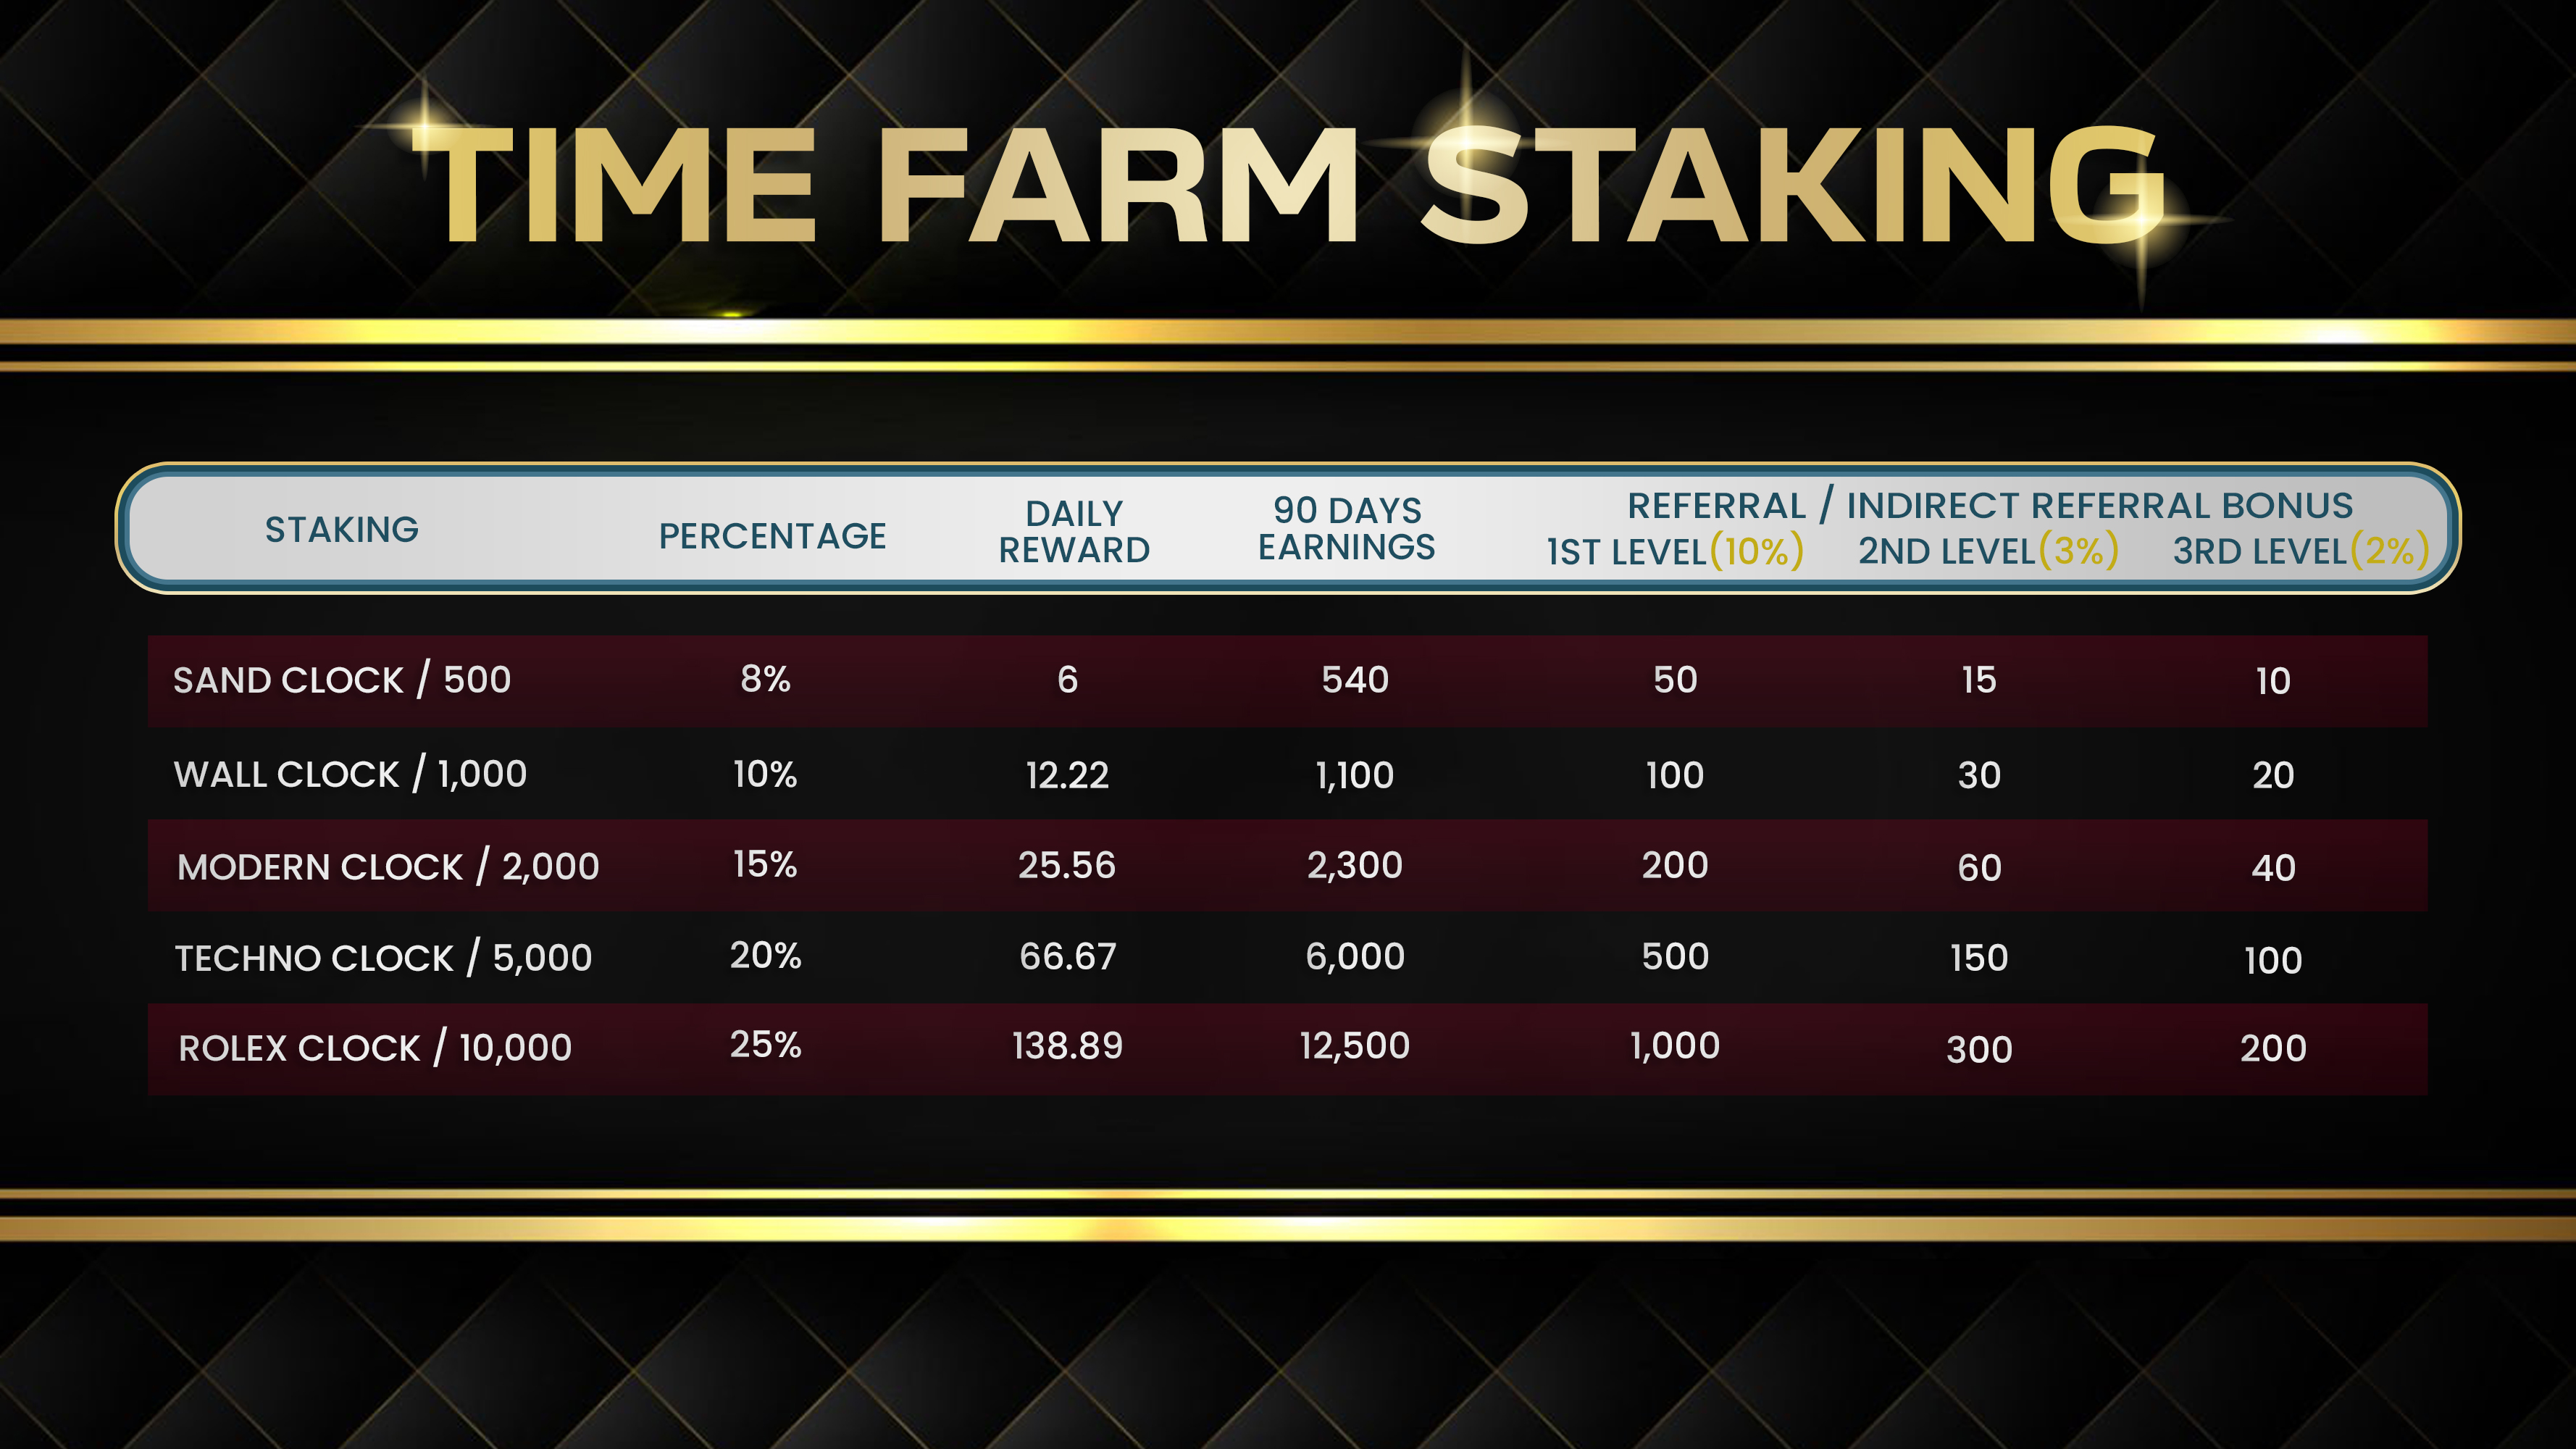 TIME FARM STAKING
STAKING PERCENTAGE DAILY REWARD 90 DAYS EARNINGS REFERRAL / INDIRECT REFERRAL BONUS
1ST LEVEL(10%) 2ND LEVEL(3%) 3RD LEVEL(2%)
SAND CLOCK / 500 8% 6 540 50 15 10
WALL CLOCK / 1,000 10% 12.22 1,100 100 30 20
MODERN CLOCK / 2,000 15% 25.56 2,300 200 60 40
TECHNO CLOCK / 5,000 20% 66.67 6,000 500 150 100
ROLEX CLOCK / 10,000 25% 138.89 12,500 1,000 300 200